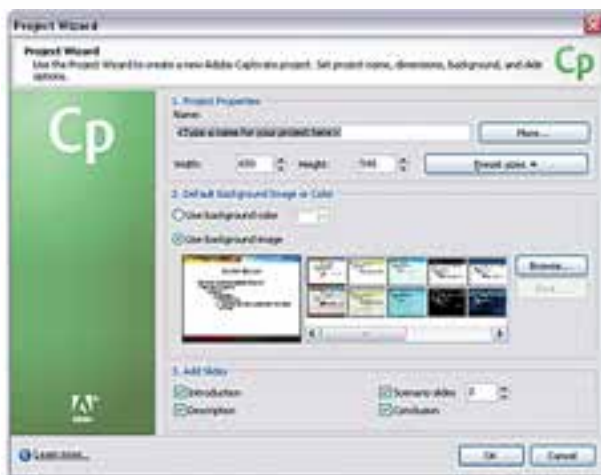 Project Wizard
Project Wizard
Use the Project Wizard to create a new Adobe Captivate project. Set project name, dimensions, background, and slide
options.
Cp
Cp
1. Project Properties
Name:
<Type a name for your project here>
More...
Width:
Height:
Preset sizes
2. Default Background Image or Color
Use background color
Use background image
Browse...
3. Add Slides
Introduction
Scenario slides
Description
Conclusion
Learn more...
OK
Cancel